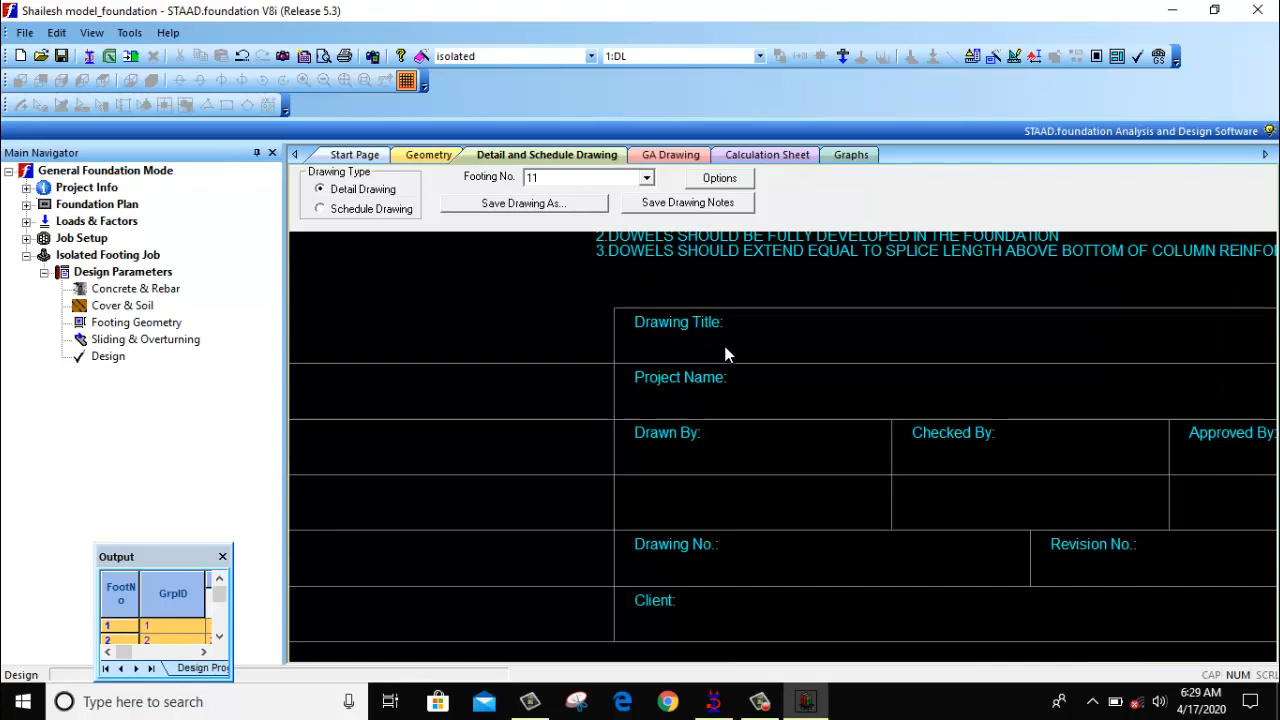 Shailesh model_foundation - STAAD.foundation V8i (Release 5.3)
File Edit View Tools Help
isolated 1:DL
STAAD.foundation Analysis and Design Software
Main Navigator
Start Page Geometry Detail and Schedule Drawing GA Drawing Calculation Sheet Graphs
General Foundation Mode
Project Info
Foundation Plan
Loads & Factors
Job Setup
Isolated Footing Job
Design Parameters
Concrete & Rebar
Cover & Soil
Footing Geometry
Sliding & Overturning
Design
Drawing Type
Detail Drawing
Schedule Drawing
Footing No. 11 Options
Save Drawing As... Save Drawing Notes
2.DOWELS SHOULD BE FULLY DEVELOPED IN THE FOUNDATION
3.DOWELS SHOULD EXTEND EQUAL TO SPLICE LENGTH ABOVE BOTTOM OF COLUMN REINFO
Drawing Title:
Project Name:
Drawn By: Checked By: Approved By:
Drawing No.: Revision No.:
Client:
Output
FootNo GrpID
1 1
2 2
Design Pro
Design CAP NUM SCRL
Type here to search
6:29 AM
4/17/2020